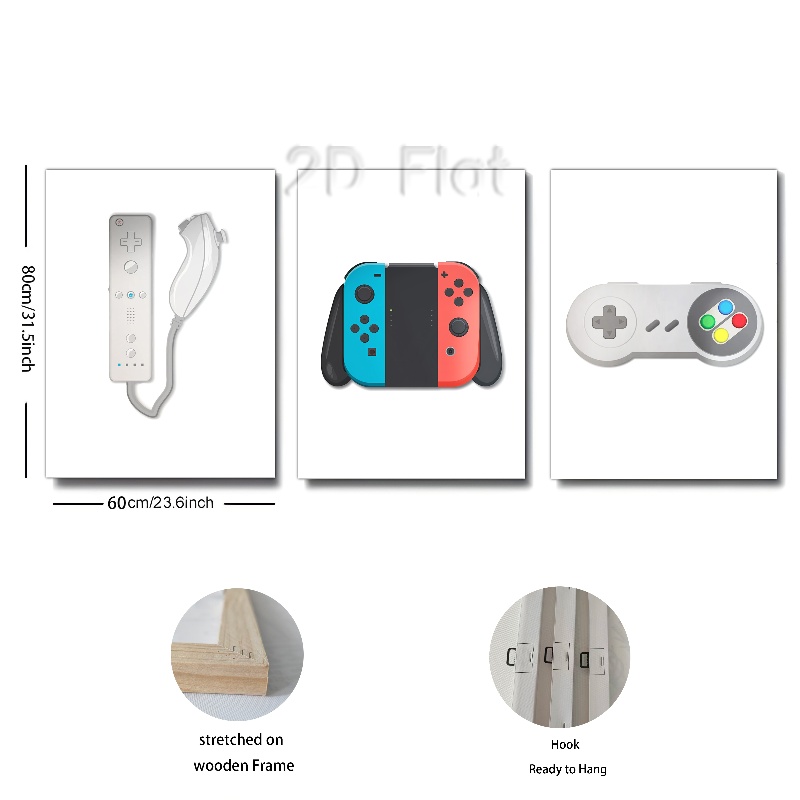 2D Flat
80cm/31.5inch
60cm/23.6inch
stretched on
wooden Frame
Hook
Ready to Hang